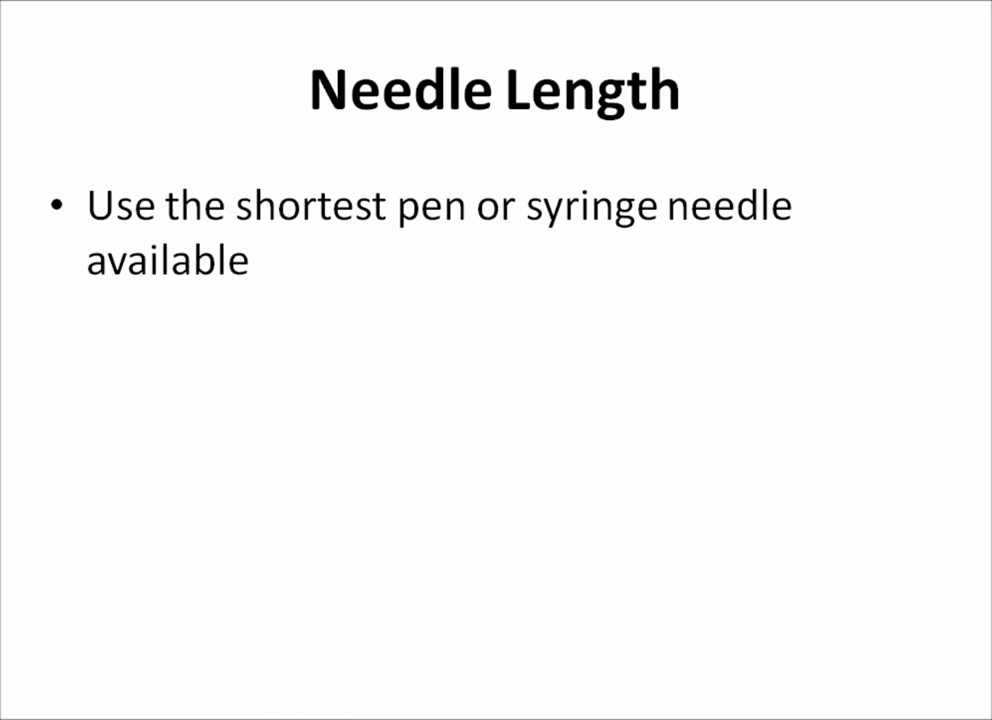 Needle Length
• Use the shortest pen or syringe needle
available